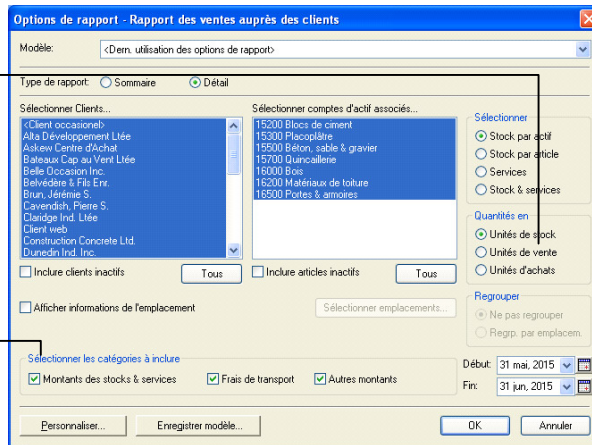 Options de rapport - Rapport des ventes auprès des clients
Modèle: <Dern. utilisation des options de rapport>
Type de rapport: Sommaire Détail
Sélectionner Clients...
<Client occasionel>
Alta Développement Ltée
Askew Centre d'Achat
Bateaux Cap au Vent Ltée
Belle Occasion Inc.
Belvédère & Fils Enr.
Brun, Jérémie S.
Cavendish, Pierre S.
Claridge Ind. Ltée
Client web
Construction Concrete Ltd.
Dunedin Ind. Inc.
Inclure clients inactifs Tous
Sélectionner comptes d'actif associés...
15200 Blocs de ciment
15300 Placoplâtre
15500 Béton, sable & gravier
15700 Quincaillerie
16000 Bois
16200 Matériaux de toiture
16500 Portes & armoires
Inclure articles inactifs Tous
Sélectionner
Stock par actif
Stock par article
Services
Stock & services
Quantités en
Unités de stock
Unités de vente
Unités d'achats
Afficher informations de l'emplacement Sélectionner emplacements...
Regrouper
Ne pas regrouper
Regrp. par emplacem.
Sélectionner les catégories à inclure
Montants des stocks & services Frais de transport Autres montants
Début: 31 mai, 2015
Fin: 31 jun, 2015
Personnaliser... Enregistrer modèle... OK Annuler